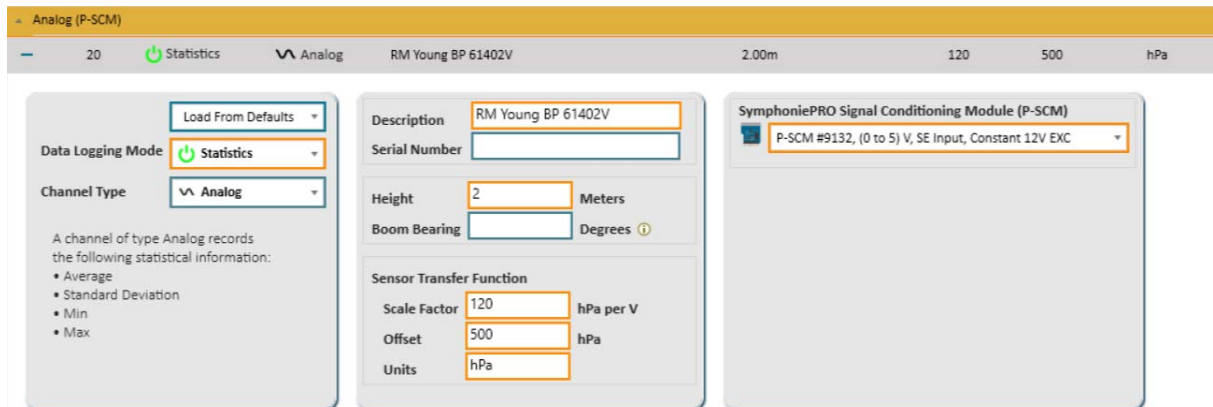 Analog (P-SCM)
20 Statistics Analog RM Young BP 61402V 2.00m 120 500 hPa
Load From Defaults
Data Logging Mode Statistics
Channel Type Analog
A channel of type Analog records
the following statistical information:
• Average
• Standard Deviation
• Min
• Max
Description RM Young BP 61402V
Serial Number
Height 2 Meters
Boom Bearing Degrees
Sensor Transfer Function
Scale Factor 120 hPa per V
Offset 500 hPa
Units hPa
SymphoniePRO Signal Conditioning Module (P-SCM)
P-SCM #9132, (0 to 5) V, SE Input, Constant 12V EXC